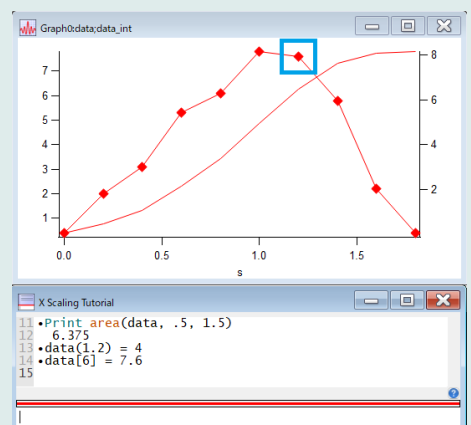 Graph0:data;data_int
7
6
5
4
3
2
1
8
6
4
2
0.0 0.5 1.0 1.5
s
X Scaling Tutorial
11 •Print area(data, .5, 1.5)
12 6.375
13 •data(1.2) = 4
14 •data[6] = 7.6
15